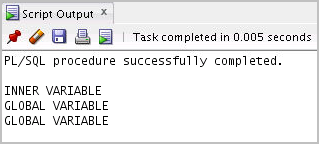 Script Output x
Task completed in 0.005 seconds
PL/SQL procedure successfully completed.
INNER VARIABLE
GLOBAL VARIABLE
GLOBAL VARIABLE